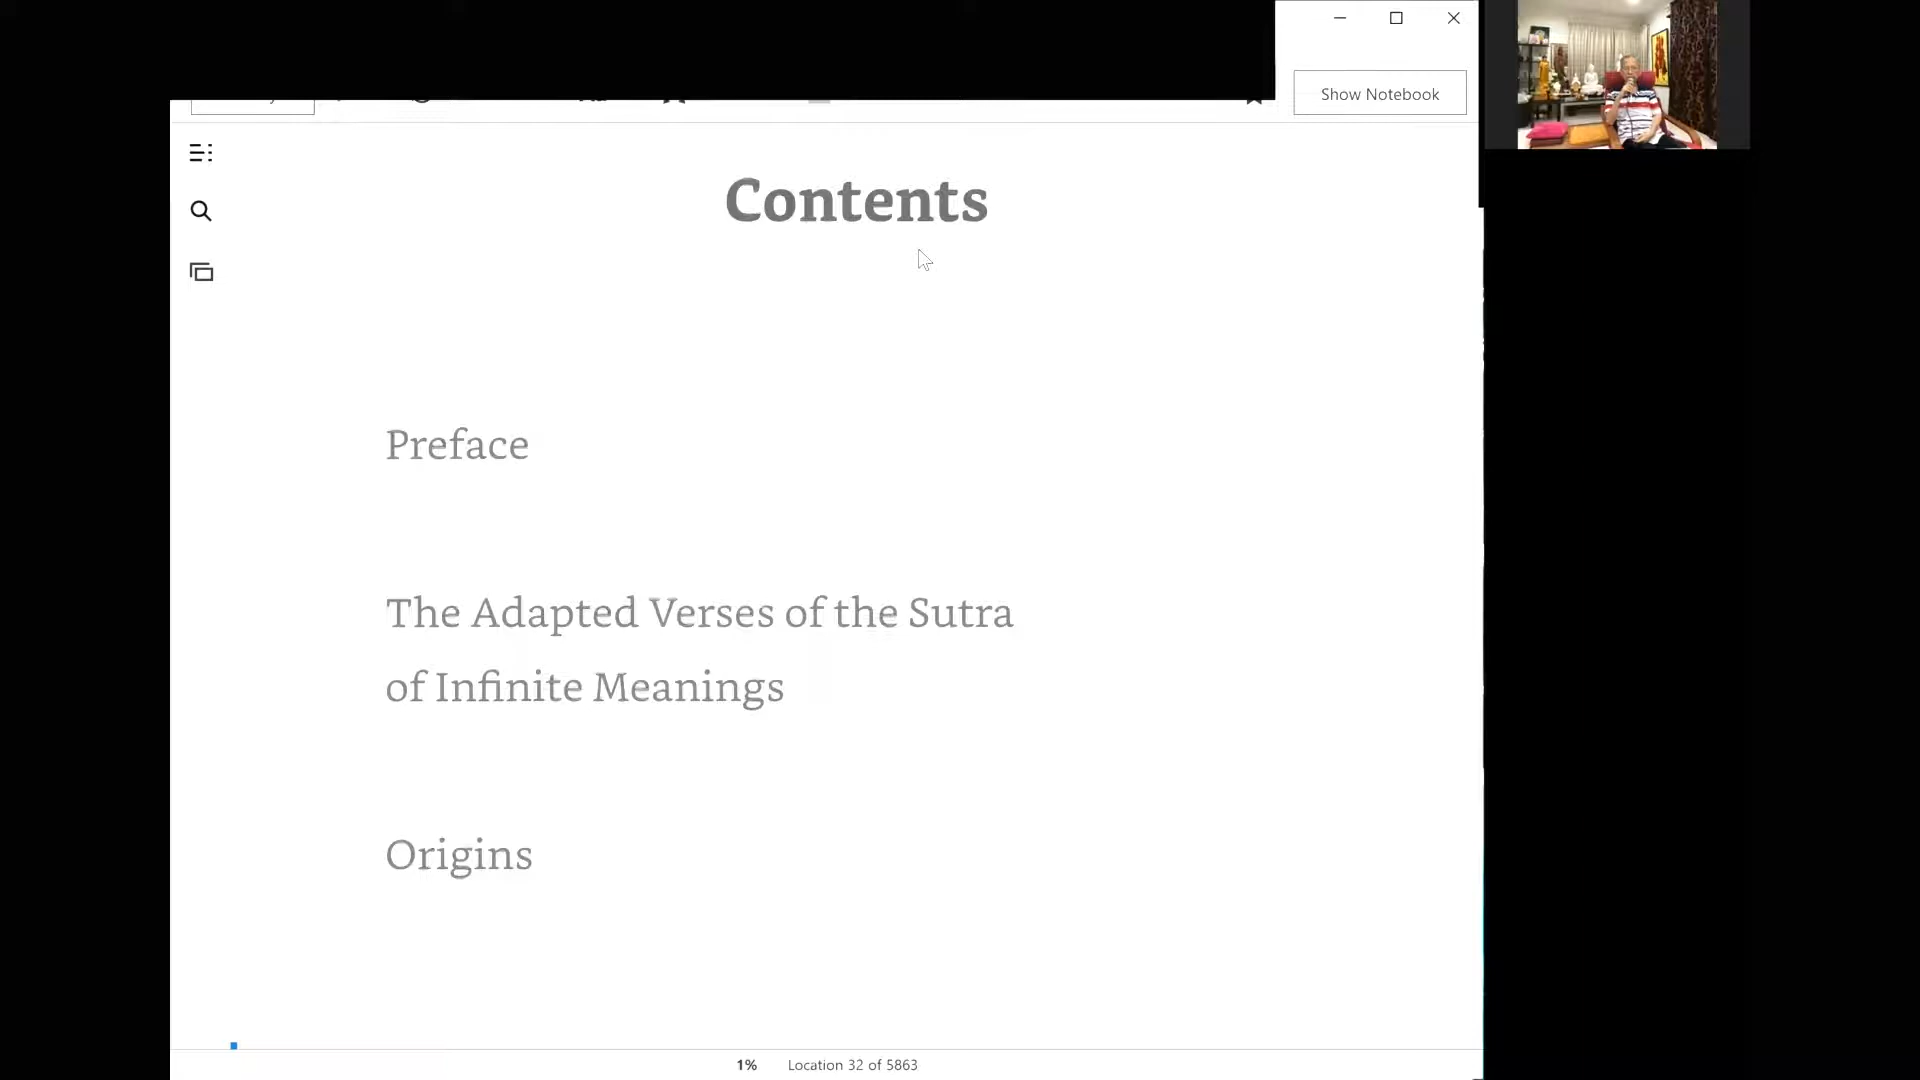 Show Notebook
Contents
Preface
The Adapted Verses of the Sutra
of Infinite Meanings
Origins
1% Location 32 of 5863